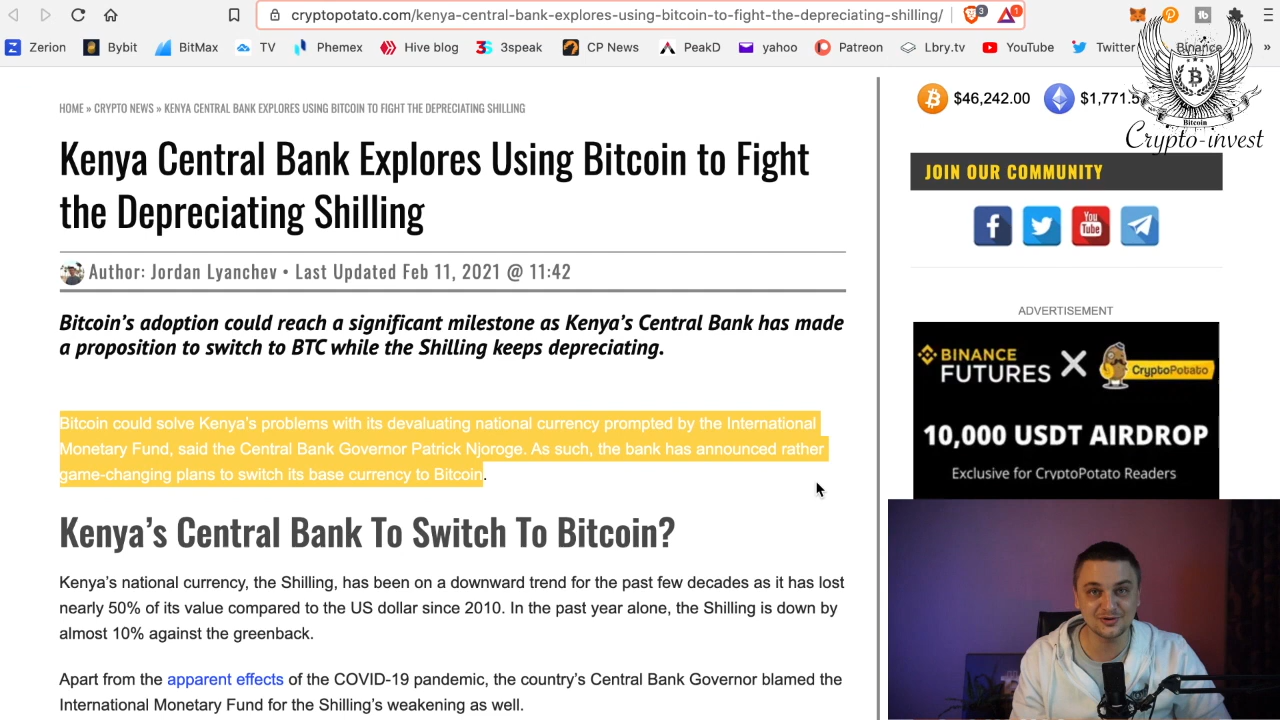 cryptopotato.com/kenya-central-bank-explores-using-bitcoin-to-fight-the-depreciating-shilling/
3
1
Zerion
Bybit
BitMax
TV
Phemex
Hive blog
3speak
CP News
PeakD
yahoo
Patreon
Lbry.tv
YouTube
Twitter
Binance
»
HOME » CRYPTO NEWS » KENYA CENTRAL BANK EXPLORES USING BITCOIN TO FIGHT THE DEPRECIATING SHILLING
$46,242.00
$1,771.5
Bitcoin
Crypto-invest
Kenya Central Bank Explores Using Bitcoin to Fight
the Depreciating Shilling
Author: Jordan Lyanchev • Last Updated Feb 11, 2021 @ 11:42
Bitcoin's adoption could reach a significant milestone as Kenya's Central Bank has made
a proposition to switch to BTC while the Shilling keeps depreciating.
Bitcoin could solve Kenya's problems with its devaluating national currency prompted by the International
Monetary Fund, said the Central Bank Governor Patrick Njoroge. As such, the bank has announced rather
game-changing plans to switch its base currency to Bitcoin.
Kenya's Central Bank To Switch To Bitcoin?
Kenya's national currency, the Shilling, has been on a downward trend for the past few decades as it has lost
nearly 50% of its value compared to the US dollar since 2010. In the past year alone, the Shilling is down by
almost 10% against the greenback.
Apart from the apparent effects of the COVID-19 pandemic, the country's Central Bank Governor blamed the
International Monetary Fund for the Shilling's weakening as well.
JOIN OUR COMMUNITY
You
Tube
ADVERTISEMENT
BINANCE
FUTURES
CryptoPotato
10,000 USDT AIRDROP
Exclusive for CryptoPotato Readers